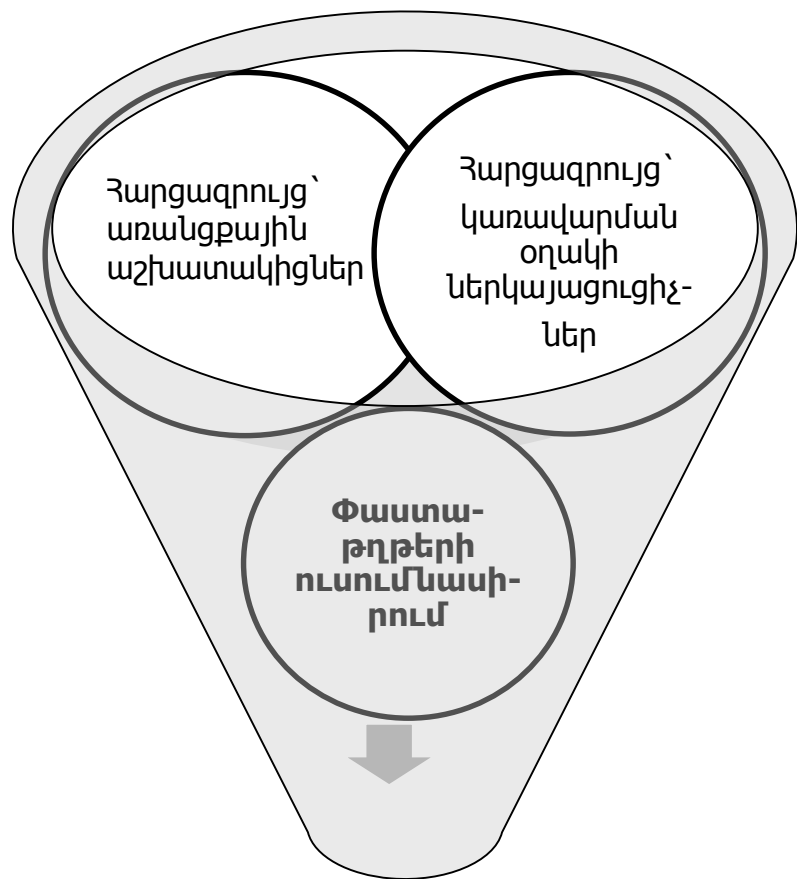 Հարցազրույց՝
առանցքային
աշխատակիցներ
Հարցազրույց՝
կառավարման
օղակի
ներկայացուցիչ-
ներ
Փաստա-
թղթերի
ուսումնասի-
րում